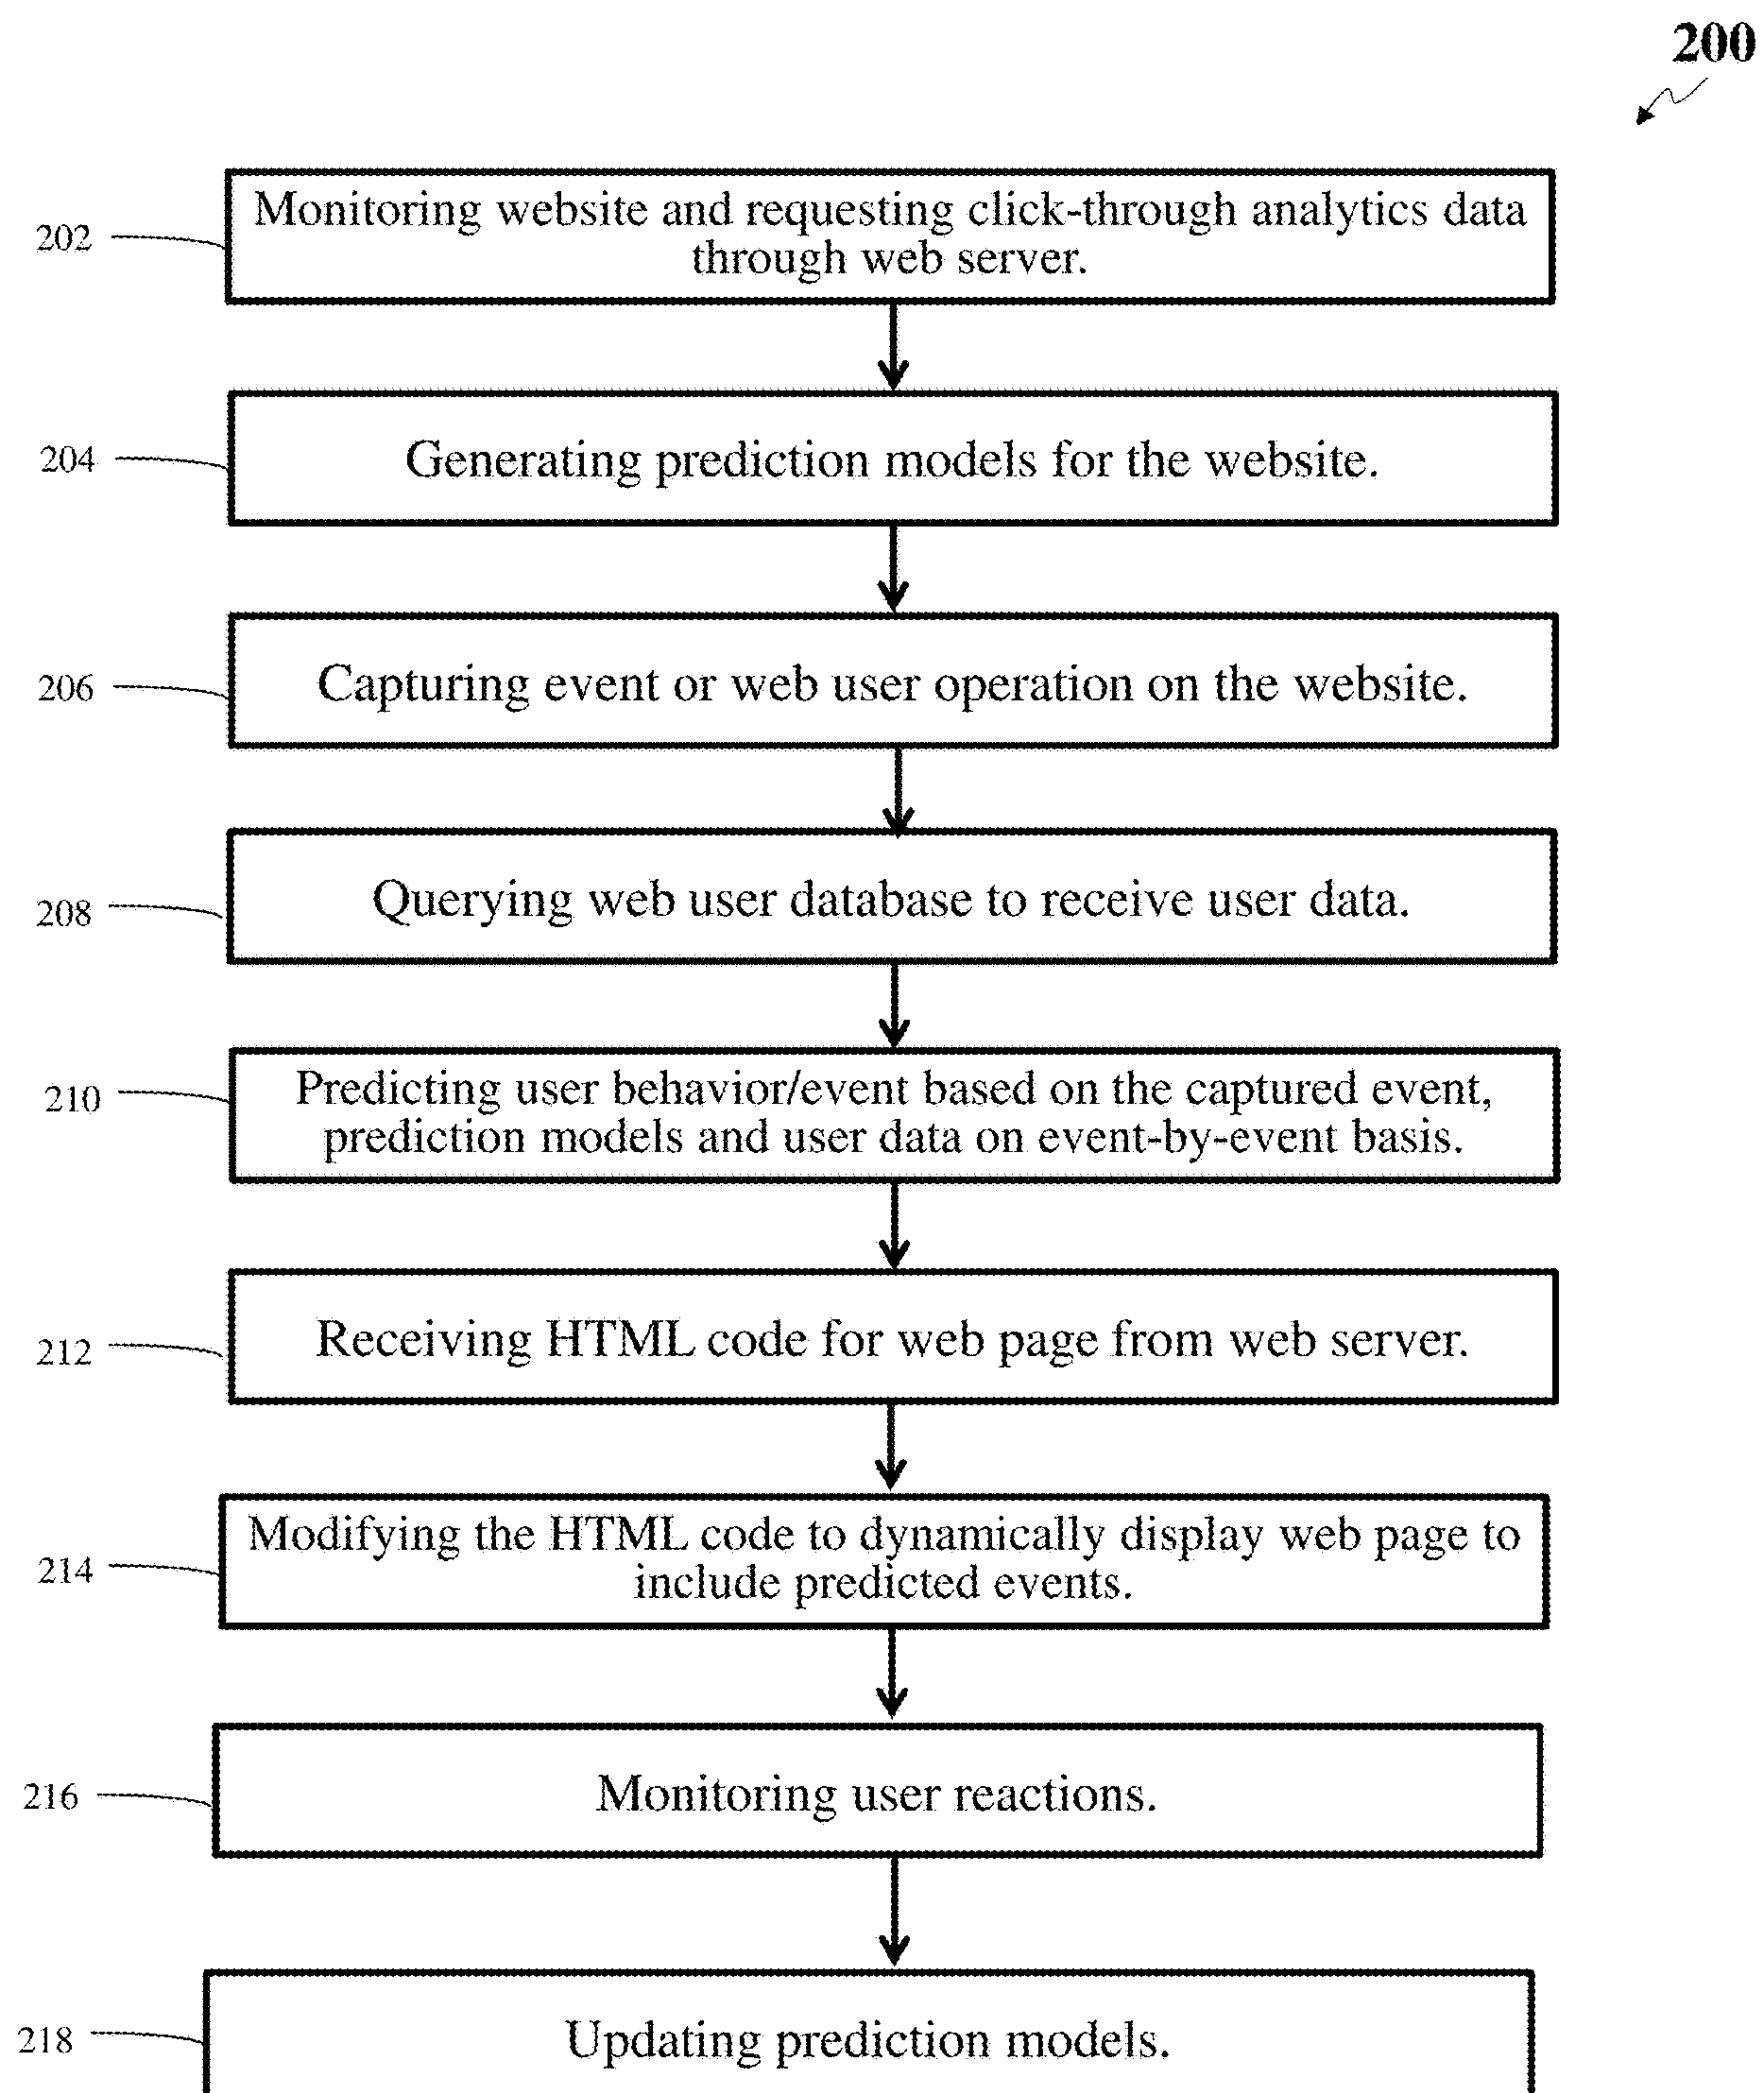 200
202
Monitoring website and requesting click-through analytics data
through web server.
204
Generating prediction models for the website.
206
Capturing event or web user operation on the website.
208
Querying web user database to receive user data.
210
Predicting user behavior/event based on the captured event,
prediction models and user data on event-by-event basis.
212
Receiving HTML code for web page from web server.
214
Modifying the HTML code to dynamically display web page to
include predicted events.
216
Monitoring user reactions.
218
Updating prediction models.